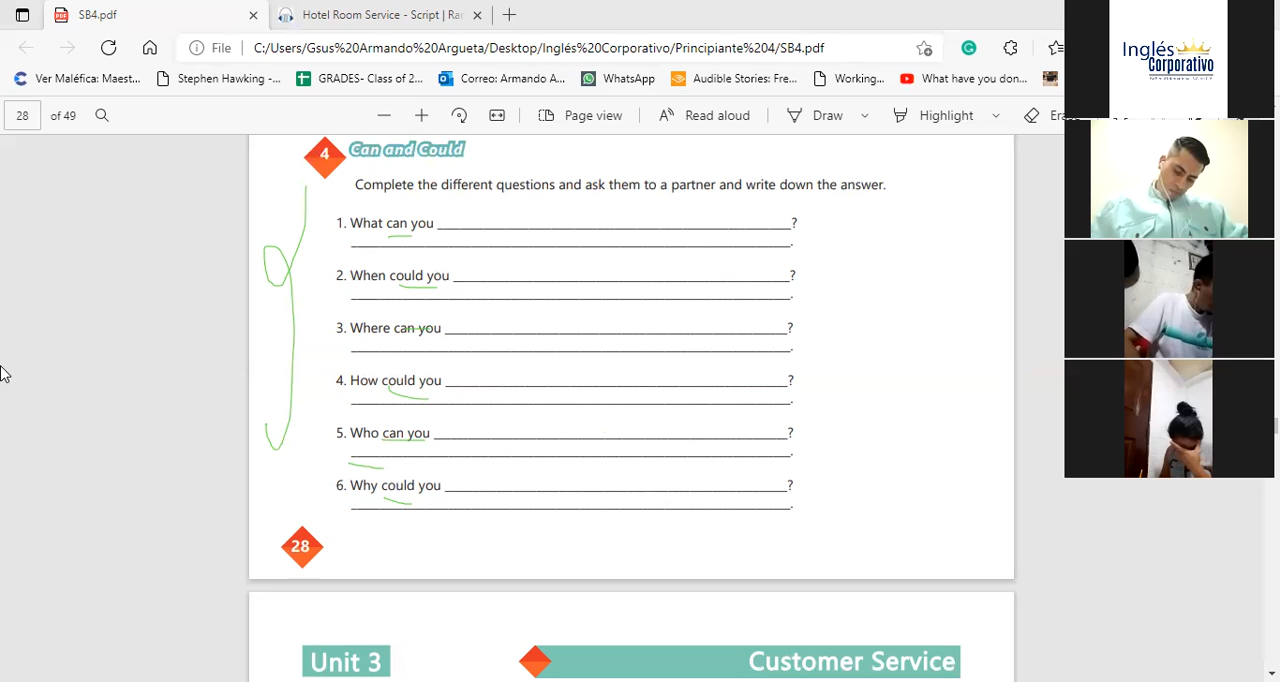 SB4.pdf
Hotel Room Service - Script | Rar
File
C:/Users/Gsus%20Armando%20Argueta/Desktop/Inglés%20Corporativo/Principiante%204/SB4.pdf
Ver Maléfica: Maest...
Stephen Hawking -...
GRADES- Class of 2...
Correo: Armando A...
WhatsApp
Audible Stories: Fre...
Working...
What have you don...
28 of 49
Page view
Read aloud
Draw
Highlight
Inglés
Corporativo
4 Can and Could
Complete the different questions and ask them to a partner and write down the answer.
1. What can you ?
.
2. When could you ?
.
3. Where can you ?
.
4. How could you ?
.
5. Who can you ?
.
6. Why could you ?
.
28
Unit 3
Customer Service